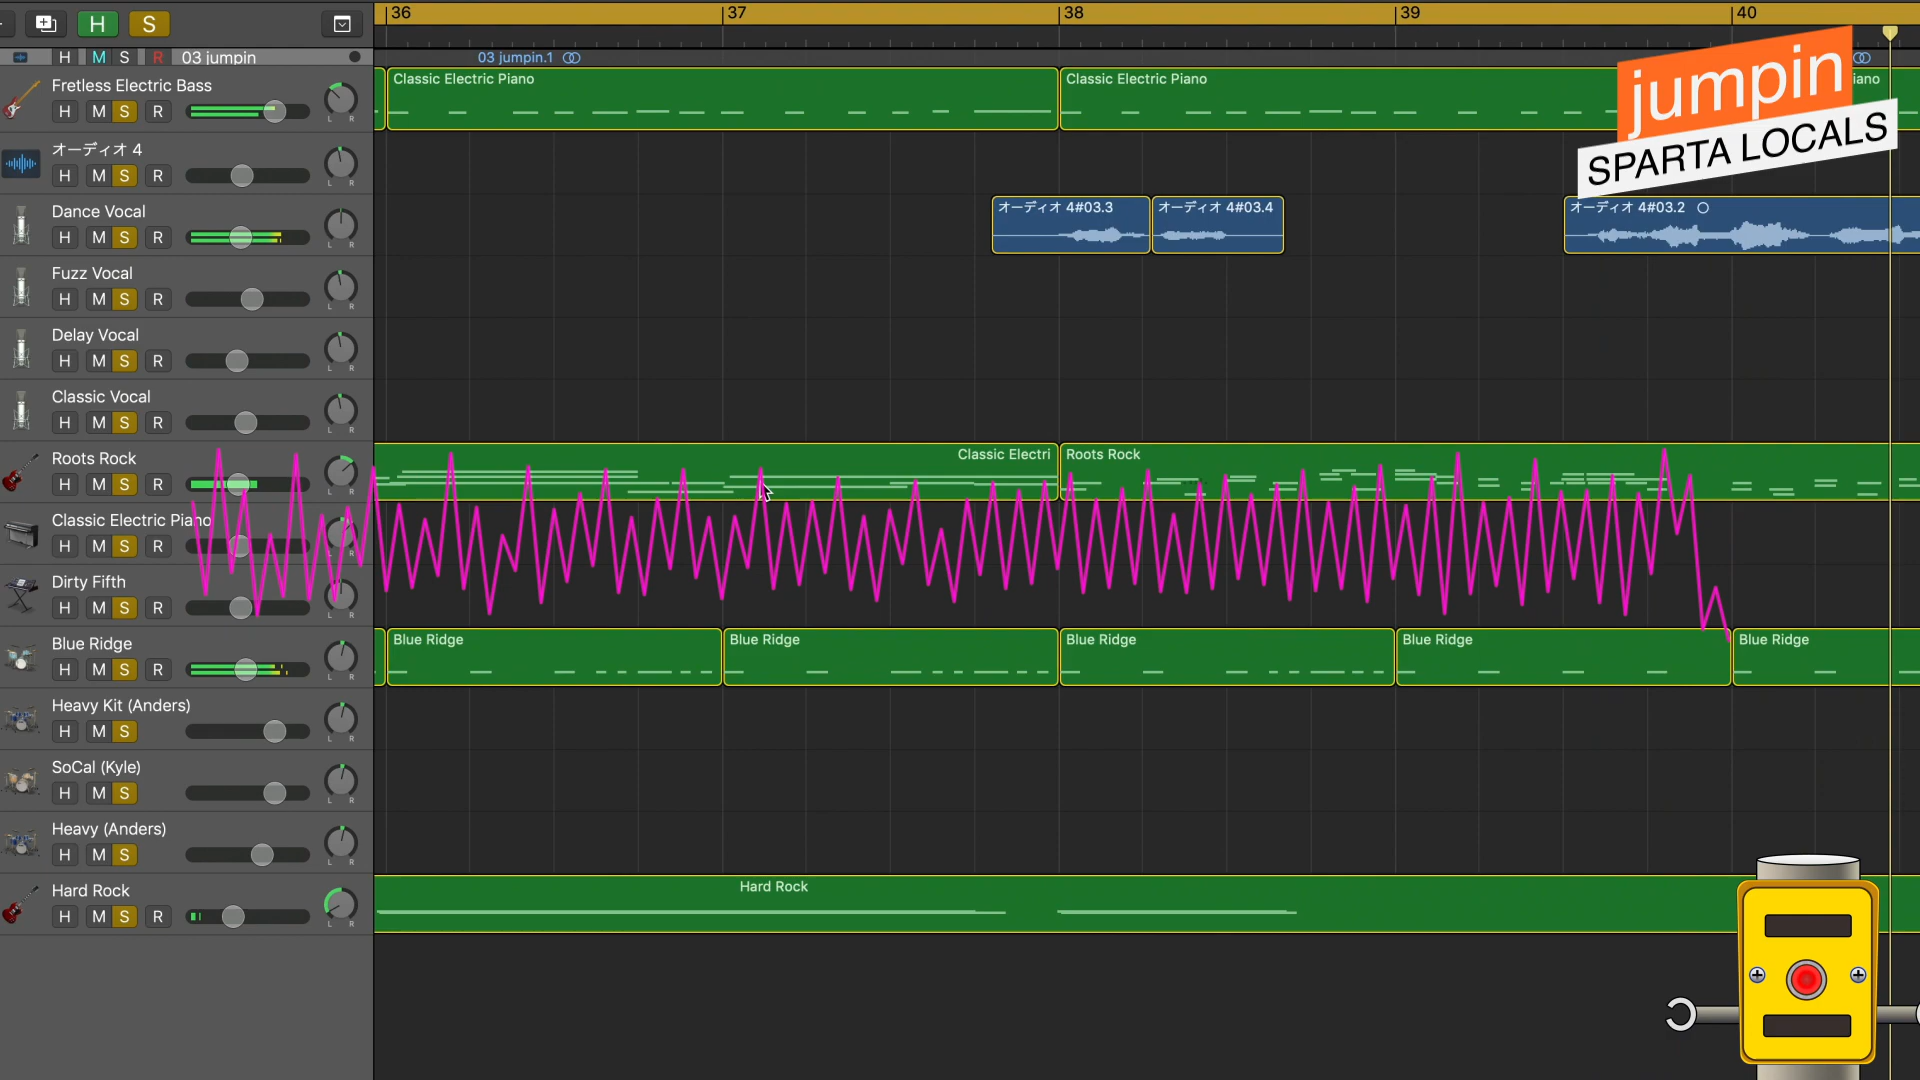 H S
36 37 38 39 40
H M S R 03 jumpin
03 jumpin.1
Fretless Electric Bass
H M S R
L R
Classic Electric Piano
Classic Electric Piano
iano
jumpin
SPARTA LOCALS
オーディオ 4
H M S R
L R
Dance Vocal
H M S R
L R
オーディオ 4#03.3
オーディオ 4#03.4
オーディオ 4#03.2
Fuzz Vocal
H M S R
L R
Delay Vocal
H M S R
L R
Classic Vocal
H M S R
L R
Roots Rock
H M S R
L R
Classic Electri
Roots Rock
Classic Electric Piano
H M S R
Dirty Fifth
H M S R
L R
Blue Ridge
H M S R
L R
Blue Ridge
Blue Ridge
Blue Ridge
Blue Ridge
Blue Ridge
Heavy Kit (Anders)
H M S
L R
SoCal (Kyle)
H M S
L R
Heavy (Anders)
H M S
L R
Hard Rock
H M S R
L R
Hard Rock